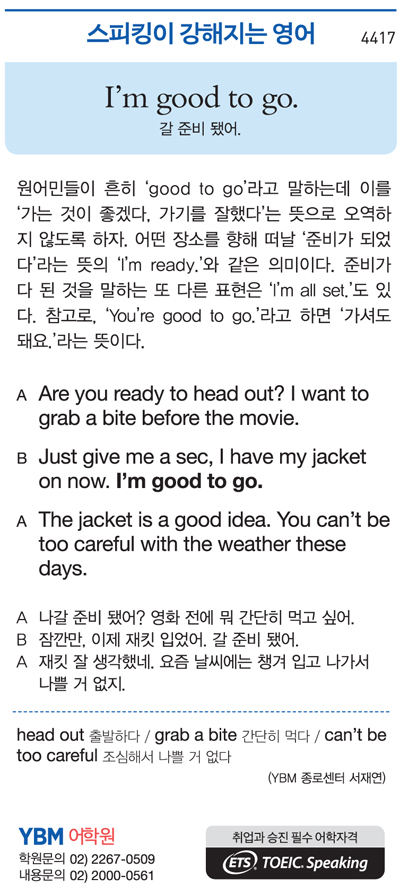 스피킹이 강해지는 영어
4417
I'm good to go.
갈 준비 됐어.
원어민들이 흔히 ‘good to go’라고 말하는데 이를
‘가는 것이 좋겠다, 가기를 잘했다’는 뜻으로 오역하
지 않도록 하자. 어떤 장소를 향해 떠날 ‘준비가 되었
다’라는 뜻의 ‘I’m ready.’와 같은 의미이다. 준비가
다 된 것을 말하는 또 다른 표현은 ‘I’m all set.’도 있
다. 참고로, ‘You’re good to go.’라고 하면 ‘가셔도
돼요.’라는 뜻이다.
A Are you ready to head out? I want to
grab a bite before the movie.
B Just give me a sec, I have my jacket
on now. I’m good to go.
A The jacket is a good idea. You can’t be
too careful with the weather these
days.
A 나갈 준비 됐어? 영화 전에 뭐 간단히 먹고 싶어.
B 잠깐만, 이제 재킷 입었어. 갈 준비 됐어.
A 재킷 잘 생각했네. 요즘 날씨에는 챙겨 입고 나가서
나쁠 거 없지.
head out 출발하다 / grab a bite 간단히 먹다 / can’t be
too careful 조심해서 나쁠 거 없다
(YBM 종로센터 서재연)
YBM 어학원
학원문의 02) 2267-0509
내용문의 02) 2000-0561
취업과 승진 필수 어학자격
ETS TOEIC Speaking